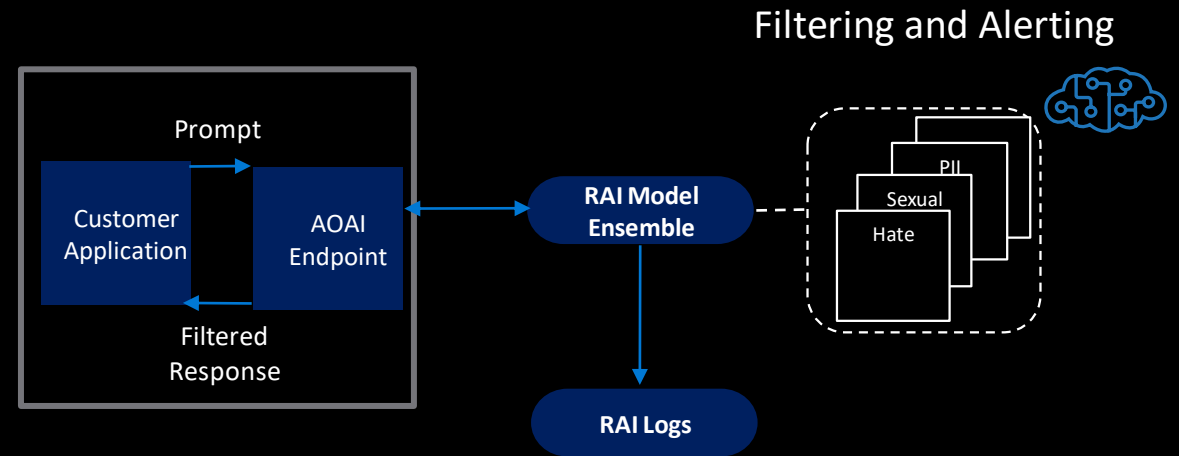 Filtering and Alerting
Prompt
Customer
Application
AOAI
Endpoint
Filtered
Response
RAI Model
Ensemble
RAI Logs
PII
Sexual
Hate